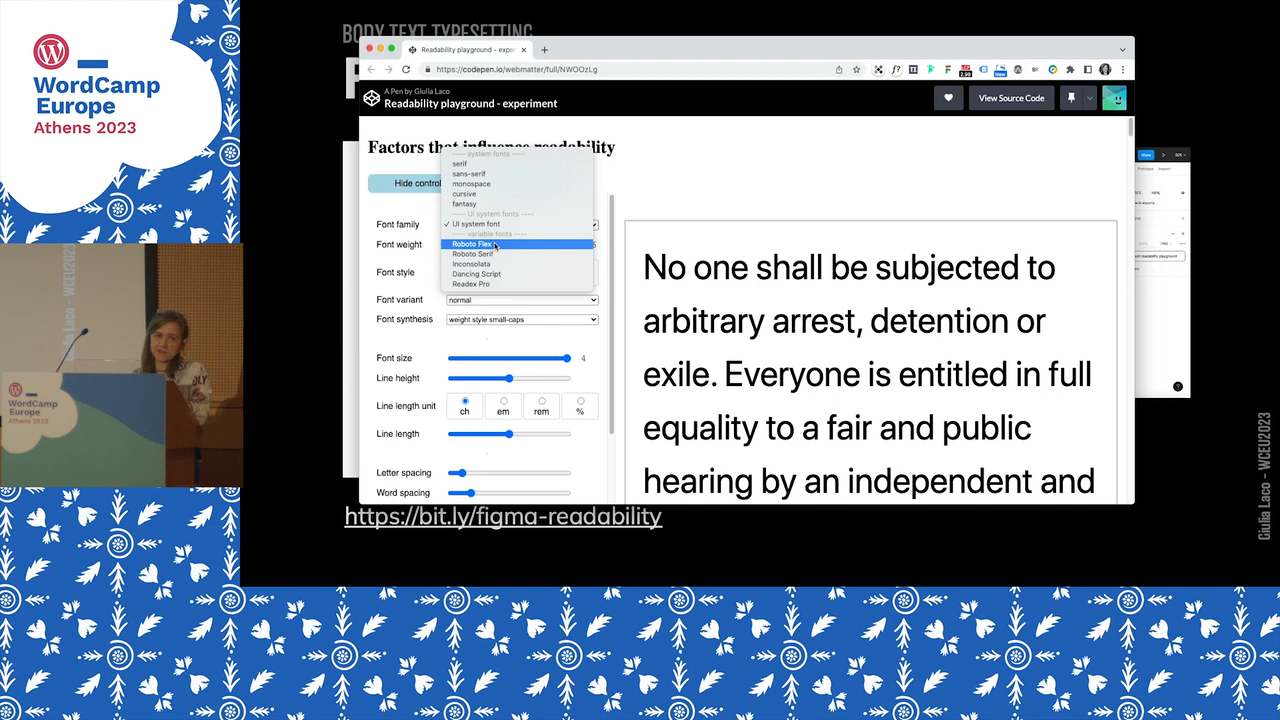 WordCamp
Europe
Athens 2023
BODY TEXT TYPESETTING
Readability playground - exper
https://codepen.io/webmatter/full/NWOOzLg
A Pen by Giulia Laco
Readability playground - experiment
View Source Code
Factors that influence readability
Hide control
---- system fonts ----
serif
sans-serif
monospace
cursive
fantasy
---- UI system fonts ----
✓ UI system font
---- variable fonts ----
Roboto Flex
Roboto Serif
Inconsolata
Dancing Script
Readex Pro
Font family
Font weight
Font style
Font variant
normal
Font synthesis
weight style small-caps
Font size
4
Line height
Line length unit
ch
em
rem
%
Line length
Letter spacing
Word spacing
No one shall be subjected to
arbitrary arrest, detention or
exile. Everyone is entitled in full
equality to a fair and public
hearing by an independent and
https://bit.ly/figma-readability
Giulia Laco - WCEU2023
Giulia Laco - WCEU2023
WordCamp
Europe
Athens 2023